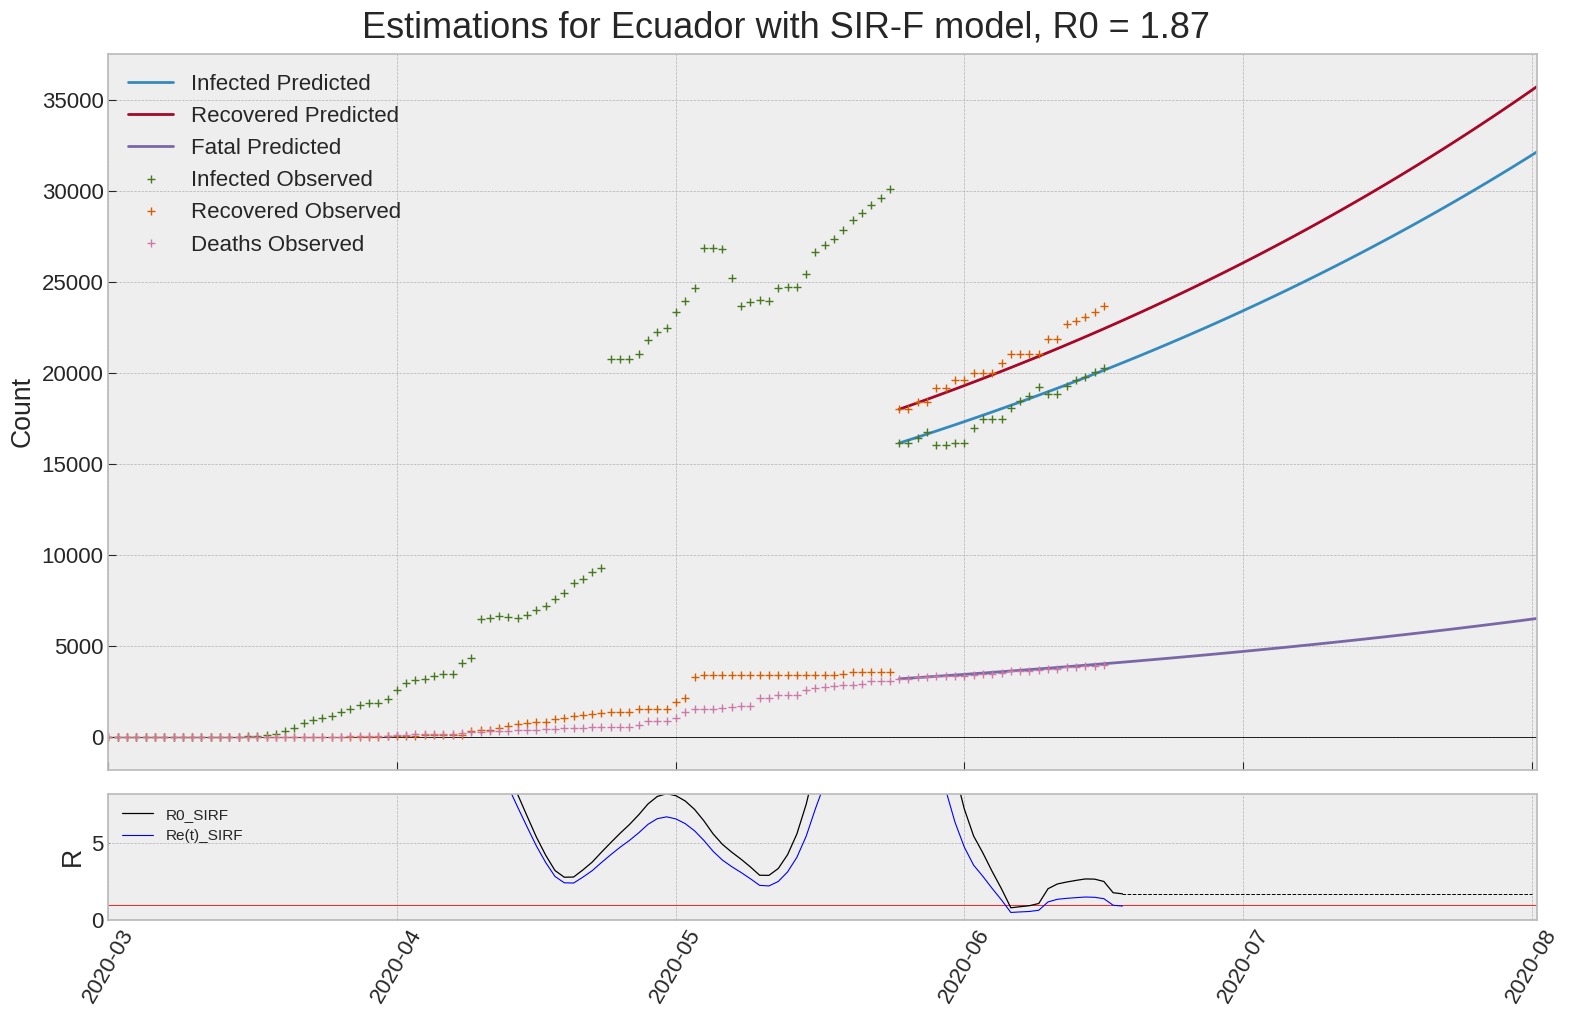 Estimations for Ecuador with SIR-F model, R0 = 1.87
Infected Predicted
Recovered Predicted
Fatal Predicted
Infected Observed
Recovered Observed
Deaths Observed
35000
30000
25000
20000
15000
10000
5000
0
Count
R0_SIRF
Re(t)_SIRF
5
0
R
2020-03
2020-04
2020-05
2020-06
2020-07
2020-08